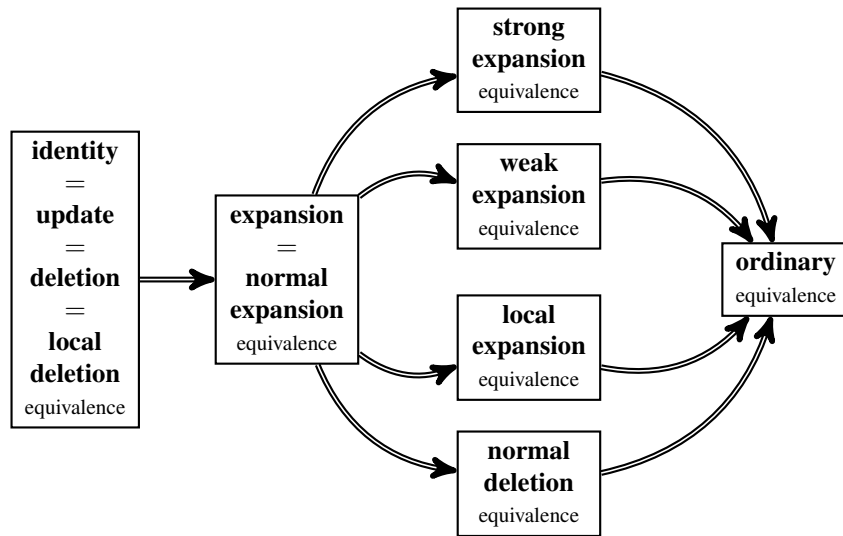 identity
=
update
=
deletion
=
local
deletion
equivalence
expansion
=
normal
expansion
equivalence
strong
expansion
equivalence
weak
expansion
equivalence
local
expansion
equivalence
normal
deletion
equivalence
ordinary
equivalence